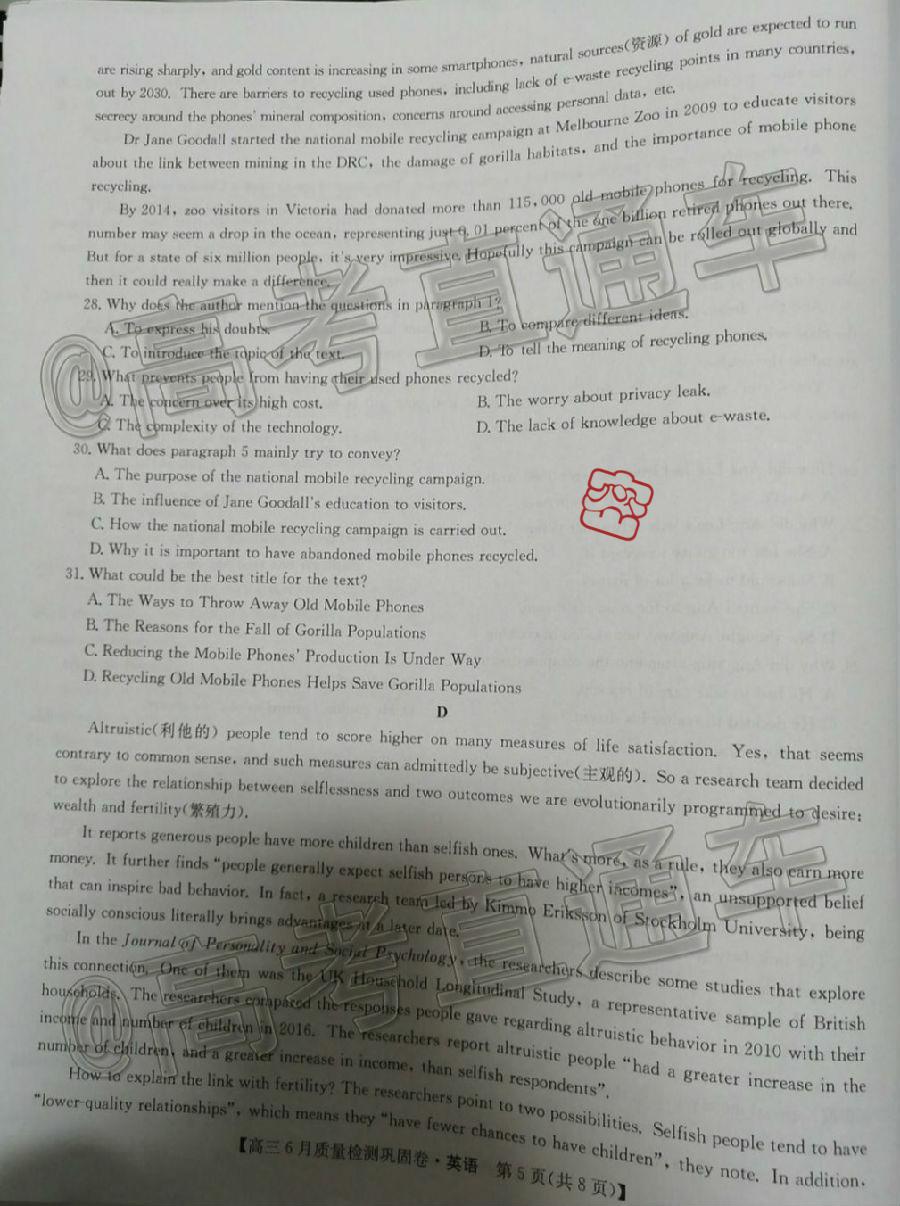 are rising sharply, and gold content is increasing in some smartphones, natural sources(资源) of gold are expected to run
out by 2030. There are barriers to recycling used phones, including lack of e-waste recycling points in many countries,
secrecy around the phones' mineral composition, concerns around accessing personal data, etc.
Dr Jane Goodall started the national mobile recycling campaign at Melbourne Zoo in 2009 to educate visitors
about the link between mining in the DRC, the damage of gorilla habitats, and the importance of mobile phone
recycling.
By 2014, zoo visitors in Victoria had donated more than 115,000 old mobile phones for recycling. This
number may seem a drop in the ocean, representing just 0.01 percent of the one billion retired phones out there.
But for a state of six million people, it's very impressive. Hopefully this campaign can be rolled out globally and
then it could really make a difference.
28. Why does the author mention the questions in paragraph 1?
A. To express his doubts.
B. To compare different ideas.
C. To introduce the topic of the text.
D. To tell the meaning of recycling phones.
29. What prevents people from having their used phones recycled?
A. The concern over its high cost.
B. The worry about privacy leak.
C. The complexity of the technology.
D. The lack of knowledge about e-waste.
30. What does paragraph 5 mainly try to convey?
A. The purpose of the national mobile recycling campaign.
B. The influence of Jane Goodall's education to visitors.
C. How the national mobile recycling campaign is carried out.
D. Why it is important to have abandoned mobile phones recycled.
31. What could be the best title for the text?
A. The Ways to Throw Away Old Mobile Phones
B. The Reasons for the Fall of Gorilla Populations
C. Reducing the Mobile Phones' Production Is Under Way
D. Recycling Old Mobile Phones Helps Save Gorilla Populations
D
Altruistic(利他的) people tend to score higher on many measures of life satisfaction. Yes, that seems
contrary to common sense, and such measures can admittedly be subjective(主观的). So a research team decided
to explore the relationship between selflessness and two outcomes we are evolutionarily programmed to desire:
wealth and fertility(繁殖力).
It reports generous people have more children than selfish ones. What's more, as a rule, they also earn more
money. It further finds "people generally expect selfish persons to have higher incomes", an unsupported belief
that can inspire bad behavior. In fact, a research team led by Kimmo Eriksson of Stockholm University, being
socially conscious literally brings advantages at a later date.
In the Journal of Personality and Social Psychology, the researchers describe some studies that explore
this connection. One of them was the UK Household Longitudinal Study, a representative sample of British
households. The researchers compared the responses people gave regarding altruistic behavior in 2010 with their
income and number of children in 2016. The researchers report altruistic people "had a greater increase in the
number of children, and a greater increase in income, than selfish respondents".
How to explain the link with fertility? The researchers point to two possibilities. Selfish people tend to have
"lower-quality relationships", which means they "have fewer chances to have children", they note. In addition,
【高三6月质量检测巩固卷·英语 第5页(共8页)】
@高考直通车
@高考直通车